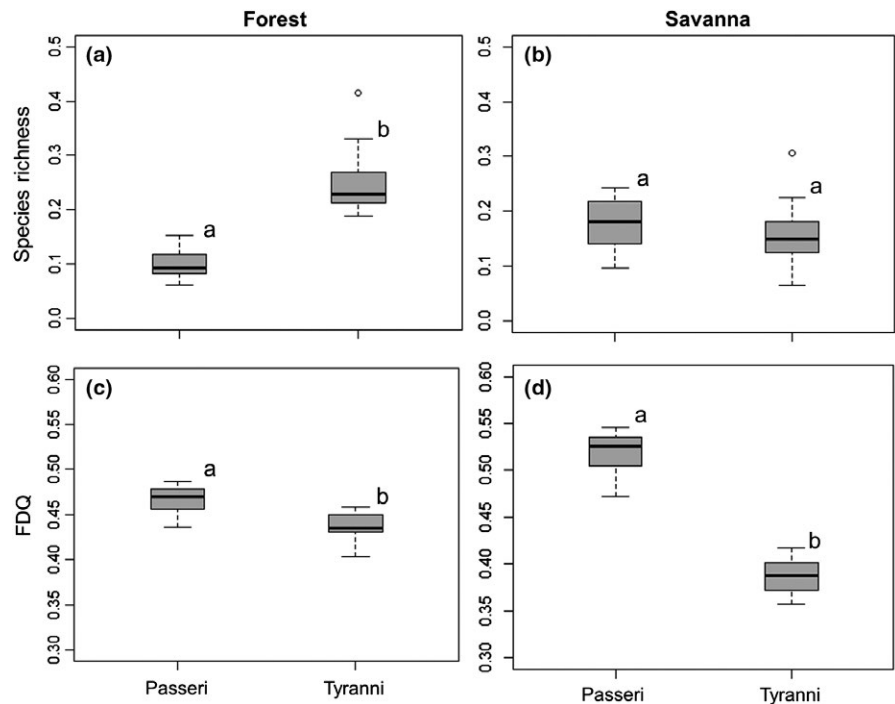 Forest
Savanna
(a)
(b)
Species richness
0.5
0.4
0.3
0.2
0.1
0.0
a
b
0.5
0.4
0.3
0.2
0.1
0.0
a
a
(c)
(d)
FDQ
0.60
0.55
0.50
0.45
0.40
0.35
0.30
a
b
0.60
0.55
0.50
0.45
0.40
0.35
0.30
a
b
Passeri
Tyranni
Passeri
Tyranni